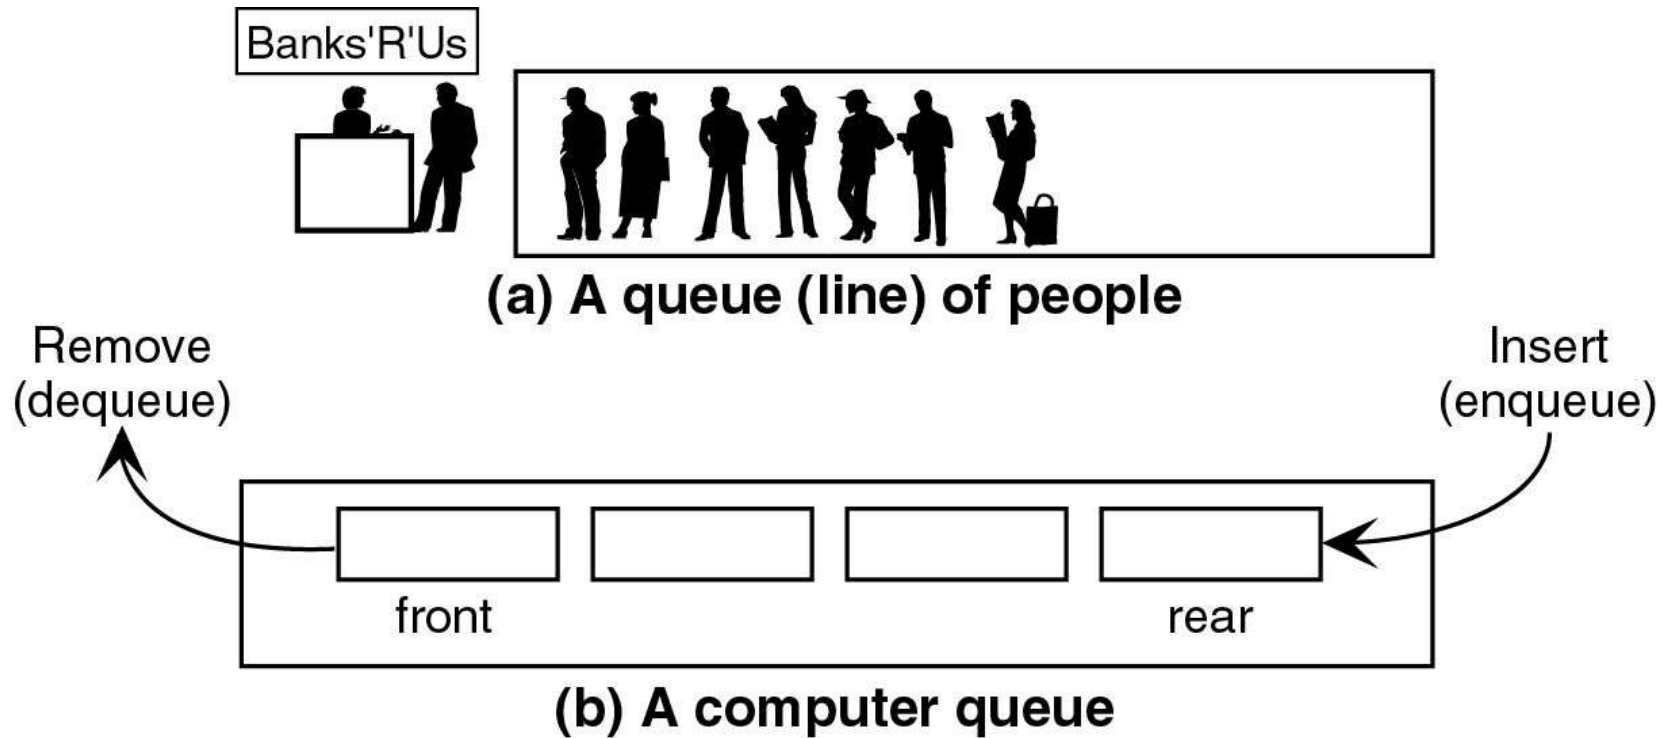 Banks'R'Us
(a) A queue (line) of people
Remove
(dequeue)
Insert
(enqueue)
front
rear
(b) A computer queue